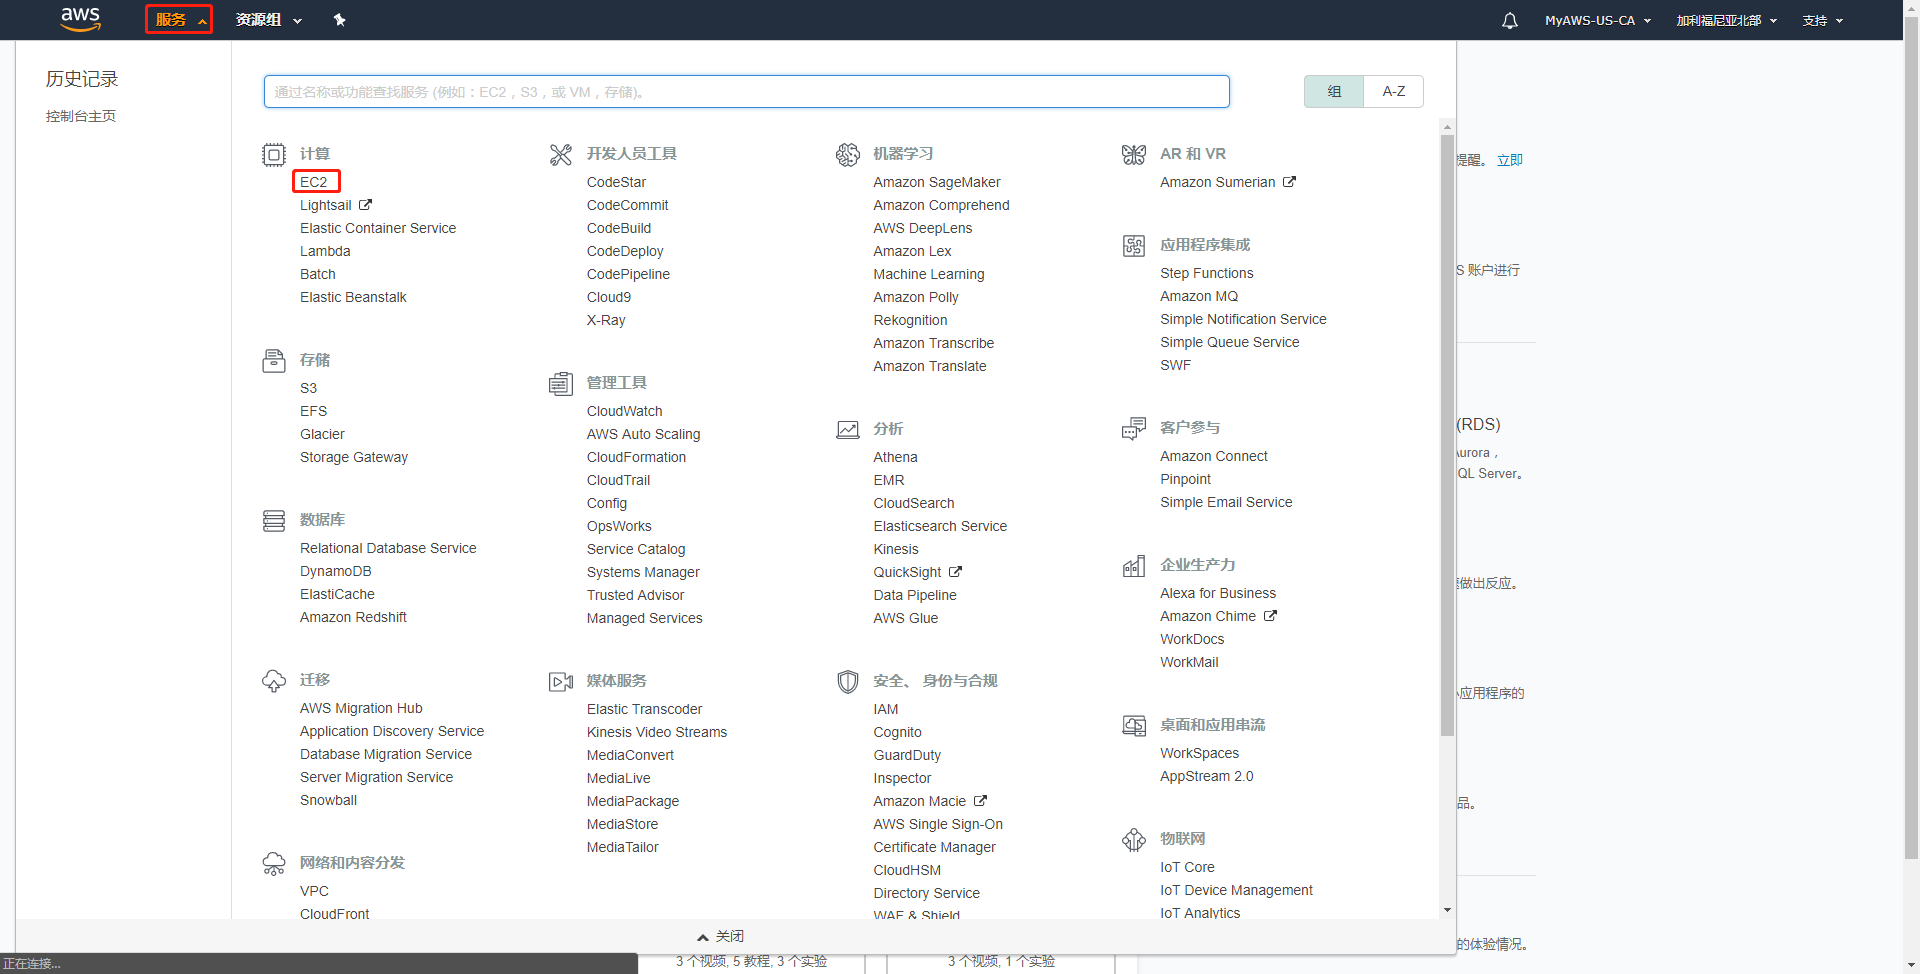 aws
服务
资源组
MyAWS-US-CA
加利福尼亚北部
支持
历史记录
控制台主页
通过名称或功能查找服务 (例如：EC2，S3，或 VM，存储)。
组
A-Z
计算
EC2
Lightsail
Elastic Container Service
Lambda
Batch
Elastic Beanstalk
存储
S3
EFS
Glacier
Storage Gateway
数据库
Relational Database Service
DynamoDB
ElastiCache
Amazon Redshift
迁移
AWS Migration Hub
Application Discovery Service
Database Migration Service
Server Migration Service
Snowball
网络和内容分发
VPC
CloudFront
开发人员工具
CodeStar
CodeCommit
CodeBuild
CodeDeploy
CodePipeline
Cloud9
X-Ray
管理工具
CloudWatch
AWS Auto Scaling
CloudFormation
CloudTrail
Config
OpsWorks
Service Catalog
Systems Manager
Trusted Advisor
Managed Services
媒体服务
Elastic Transcoder
Kinesis Video Streams
MediaConvert
MediaLive
MediaPackage
MediaStore
MediaTailor
机器学习
Amazon SageMaker
Amazon Comprehend
AWS DeepLens
Amazon Lex
Machine Learning
Amazon Polly
Rekognition
Amazon Transcribe
Amazon Translate
分析
Athena
EMR
CloudSearch
Elasticsearch Service
Kinesis
QuickSight
Data Pipeline
AWS Glue
安全、 身份与合规
IAM
Cognito
GuardDuty
Inspector
Amazon Macie
AWS Single Sign-On
Certificate Manager
CloudHSM
Directory Service
WAF & Shield
AR 和 VR
Amazon Sumerian
应用程序集成
Step Functions
Amazon MQ
Simple Notification Service
Simple Queue Service
SWF
客户参与
Amazon Connect
Pinpoint
Simple Email Service
企业生产力
Alexa for Business
Amazon Chime
WorkDocs
WorkMail
桌面和应用串流
WorkSpaces
AppStream 2.0
物联网
IoT Core
IoT Device Management
IoT Analytics
提醒。 立即
S 账户进行
(RDS)
urora，
QL Server。
做出反应。
应用程序的
品。
的体验情况。
关闭
3 个视频, 5 教程, 3 个实验
3 个视频, 1 个实验
正在连接...